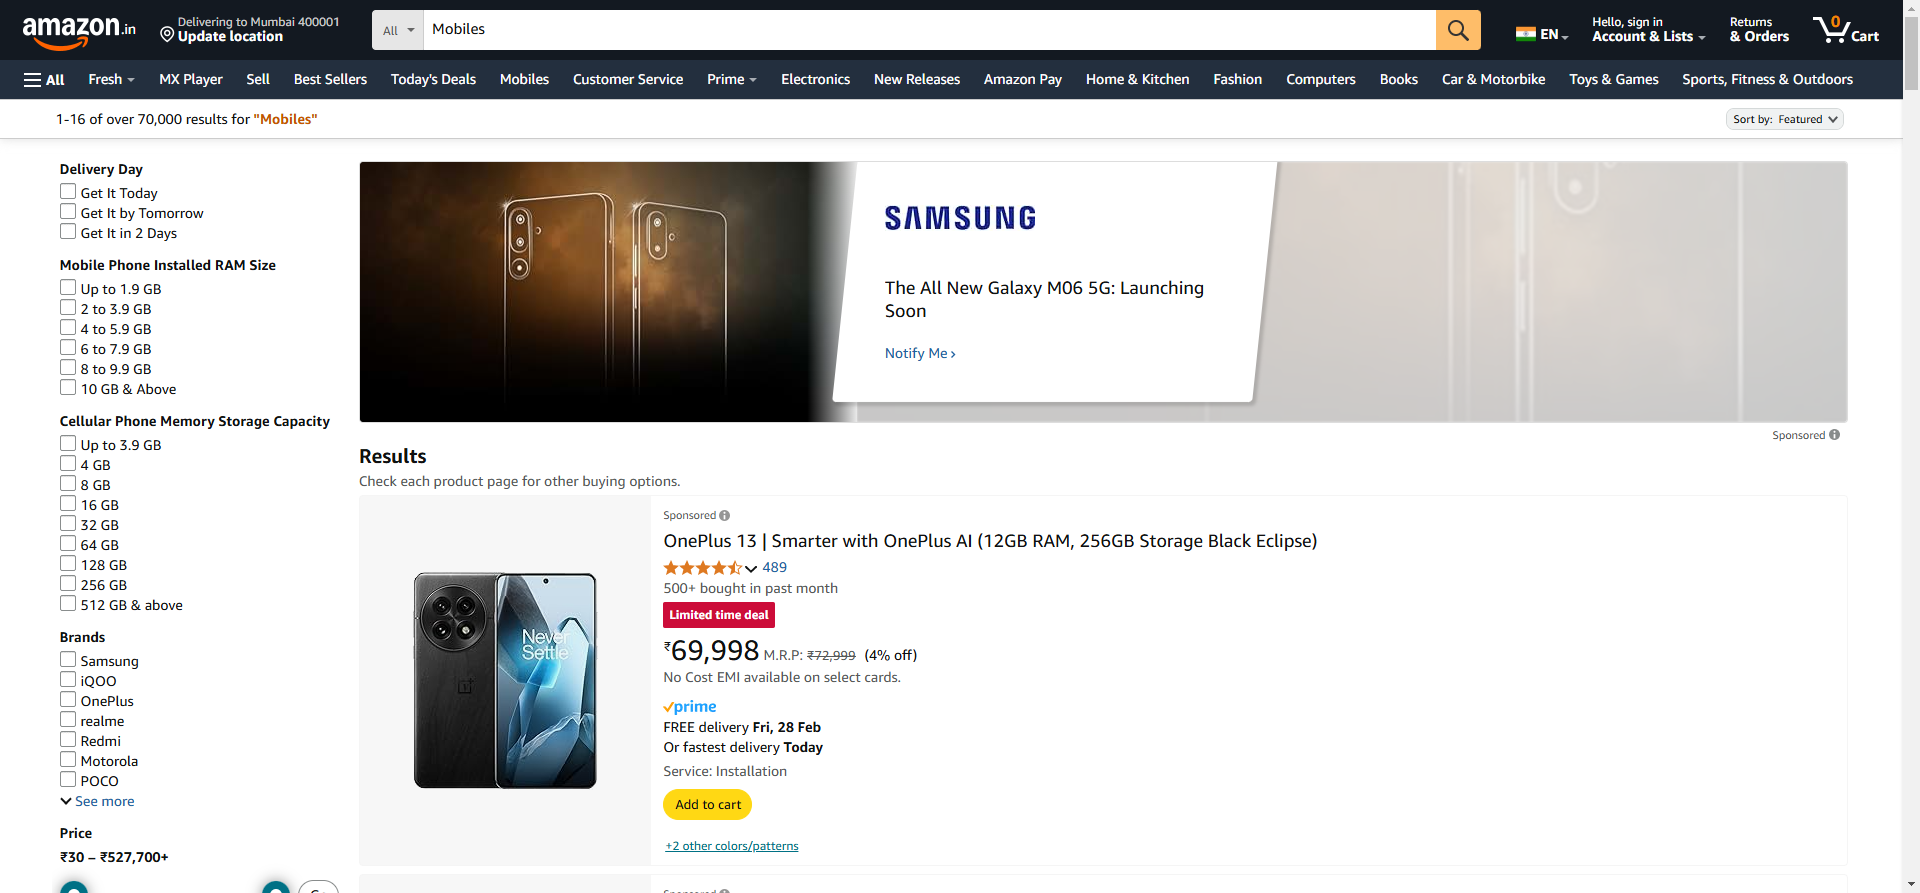 amazon.in
Delivering to Mumbai 400001
Update location
All
Mobiles
EN
Hello, sign in
Account & Lists
Returns
& Orders
0
Cart
All
Fresh
MX Player
Sell
Best Sellers
Today's Deals
Mobiles
Customer Service
Prime
Electronics
New Releases
Amazon Pay
Home & Kitchen
Fashion
Computers
Books
Car & Motorbike
Toys & Games
Sports, Fitness & Outdoors
1-16 of over 70,000 results for "Mobiles"
Sort by: Featured
Delivery Day
Get It Today
Get It by Tomorrow
Get It in 2 Days
Mobile Phone Installed RAM Size
Up to 1.9 GB
2 to 3.9 GB
4 to 5.9 GB
6 to 7.9 GB
8 to 9.9 GB
10 GB & Above
Cellular Phone Memory Storage Capacity
Up to 3.9 GB
4 GB
8 GB
16 GB
32 GB
64 GB
128 GB
256 GB
512 GB & above
Brands
Samsung
iQOO
OnePlus
realme
Redmi
Motorola
POCO
See more
Price
₹30 – ₹527,700+
SAMSUNG
The All New Galaxy M06 5G: Launching
Soon
Notify Me ›
Sponsored
Results
Check each product page for other buying options.
Never
Settle
Sponsored
OnePlus 13 | Smarter with OnePlus AI (12GB RAM, 256GB Storage Black Eclipse)
489
500+ bought in past month
Limited time deal
₹69,998 M.R.P: ₹72,999 (4% off)
No Cost EMI available on select cards.
prime
FREE delivery Fri, 28 Feb
Or fastest delivery Today
Service: Installation
Add to cart
+2 other colors/patterns